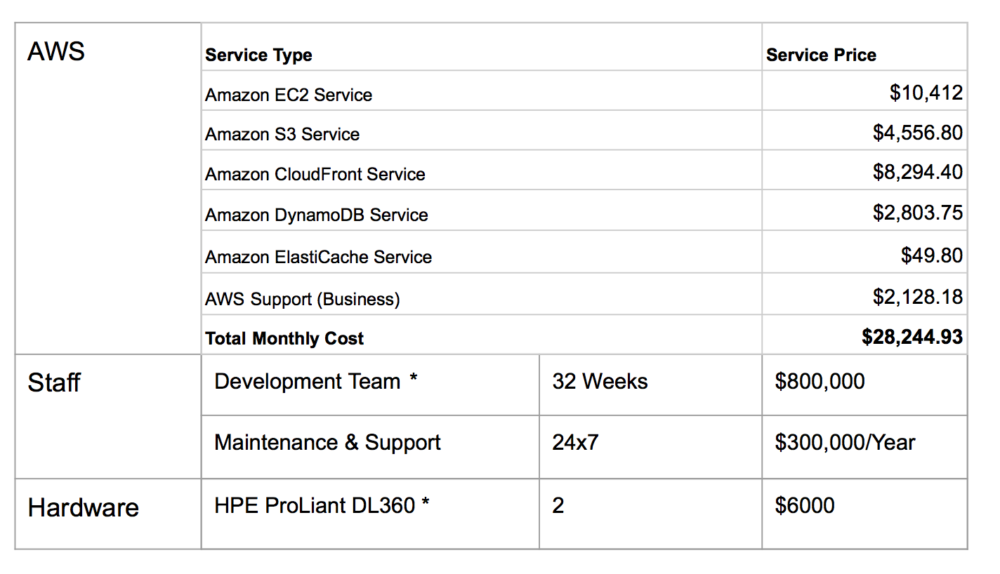 AWS
Service Type Service Price
Amazon EC2 Service $10,412
Amazon S3 Service $4,556.80
Amazon CloudFront Service $8,294.40
Amazon DynamoDB Service $2,803.75
Amazon ElastiCache Service $49.80
AWS Support (Business) $2,128.18
Total Monthly Cost $28,244.93
Staff Development Team * 32 Weeks $800,000
Maintenance & Support 24x7 $300,000/Year
Hardware HPE ProLiant DL360 * 2 $6000